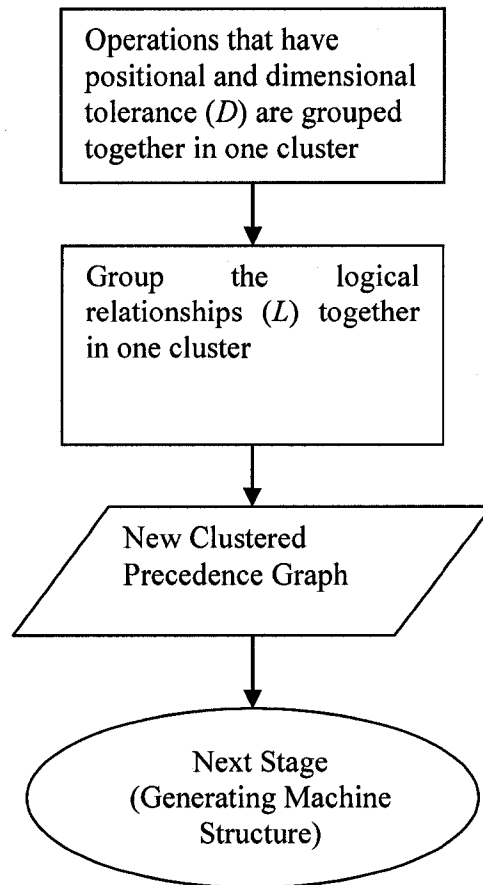 Operations that have
positional and dimensional
tolerance (D) are grouped
together in one cluster
Group the logical
relationships (L) together
in one cluster
New Clustered
Precedence Graph
Next Stage
(Generating Machine
Structure)